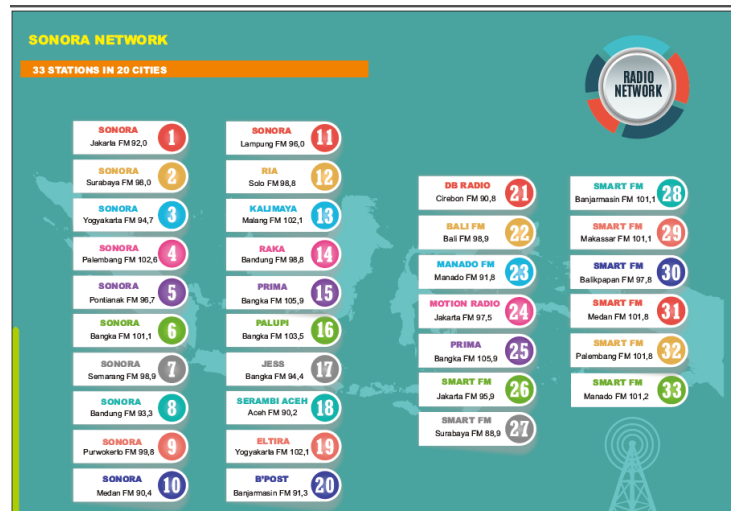 SONORA NETWORK
33 STATIONS IN 20 CITIES
RADIO
NETWORK
SONORA
Jakarta FM 92,0
1
SONORA
Surabaya FM 98,0
2
SONORA
Yogyakarta FM 94,7
3
SONORA
Palembang FM 102,6
4
SONORA
Pontianak FM 96,7
5
SONORA
Bangka FM 101,1
6
SONORA
Semarang FM 98,9
7
SONORA
Bandung FM 93,3
8
SONORA
Purwokerto FM 99,8
9
SONORA
Medan FM 90,4
10
SONORA
Lampung FM 96,0
11
RIA
Solo FM 98,8
12
KALIMAYA
Malang FM 102,1
13
RAKA
Bandung FM 98,8
14
PRIMA
Bangka FM 105,9
15
PALUPI
Bangka FM 103,5
16
JESS
Bangka FM 94,4
17
SERAMBI ACEH
Aceh FM 90,2
18
ELTIRA
Yogyakarta FM 102,1
19
B'POST
Banjarmasin FM 91,3
20
DB RADIO
Cirebon FM 90,8
21
BALI FM
Bali FM 98,9
22
MANADO FM
Manado FM 91,8
23
MOTION RADIO
Jakarta FM 97,5
24
PRIMA
Bangka FM 105,9
25
SMART FM
Jakarta FM 95,9
26
SMART FM
Surabaya FM 88,9
27
SMART FM
Banjarmasin FM 101,1
28
SMART FM
Makassar FM 101,1
29
SMART FM
Balikpapan FM 97,8
30
SMART FM
Medan FM 101,8
31
SMART FM
Palembang FM 101,8
32
SMART FM
Manado FM 101,2
33